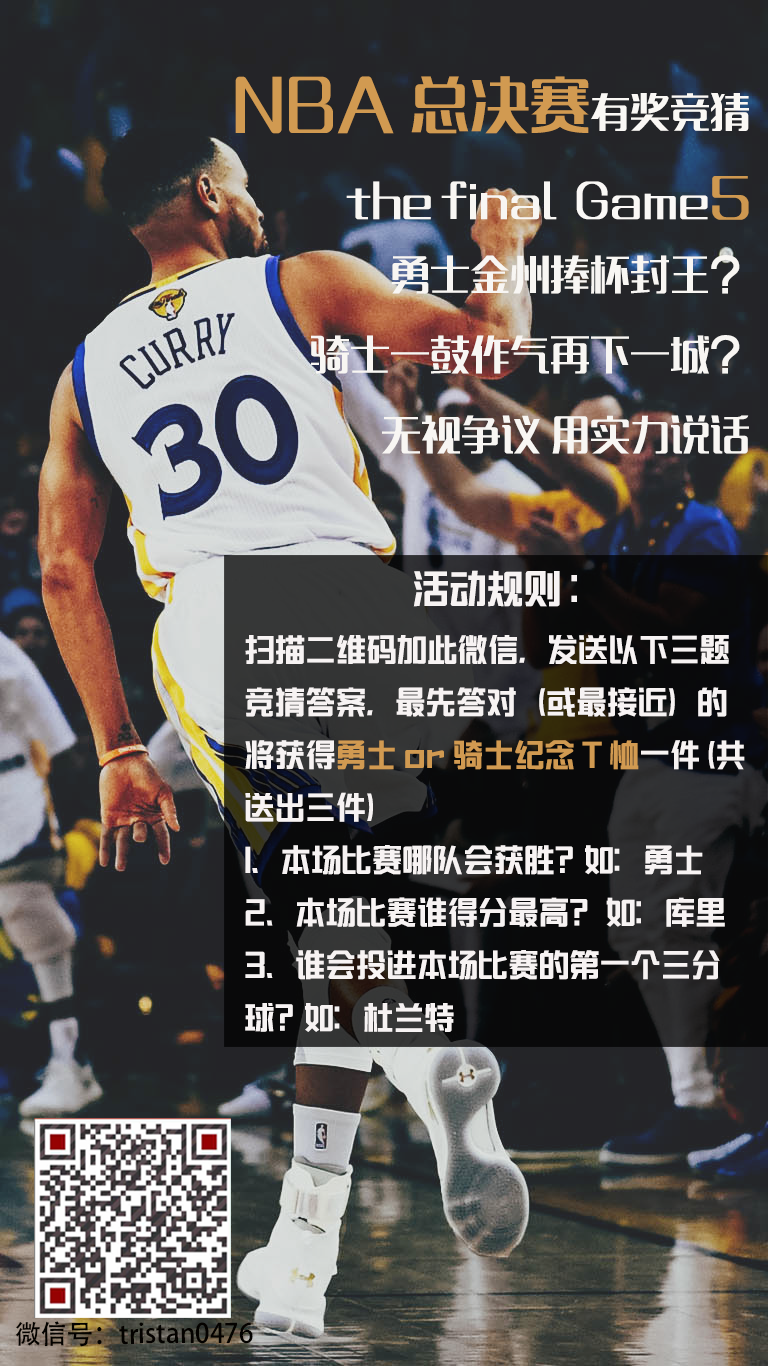 NBA 总决赛有奖竞猜
the final Game5
勇士金州捧杯封王？
骑士一鼓作气再下一城？
无视争议 用实力说话
CURRY
30
活动规则：
扫描二维码加此微信，发送以下三题
竞猜答案，最先答对（或最接近）的
将获得勇士 or 骑士纪念 T 恤一件（共
送出三件）
1、本场比赛哪队会获胜？如：勇士
2、本场比赛谁得分最高？如：库里
3、谁会投进本场比赛的第一个三分
球？如：杜兰特
微信号：tristan0476